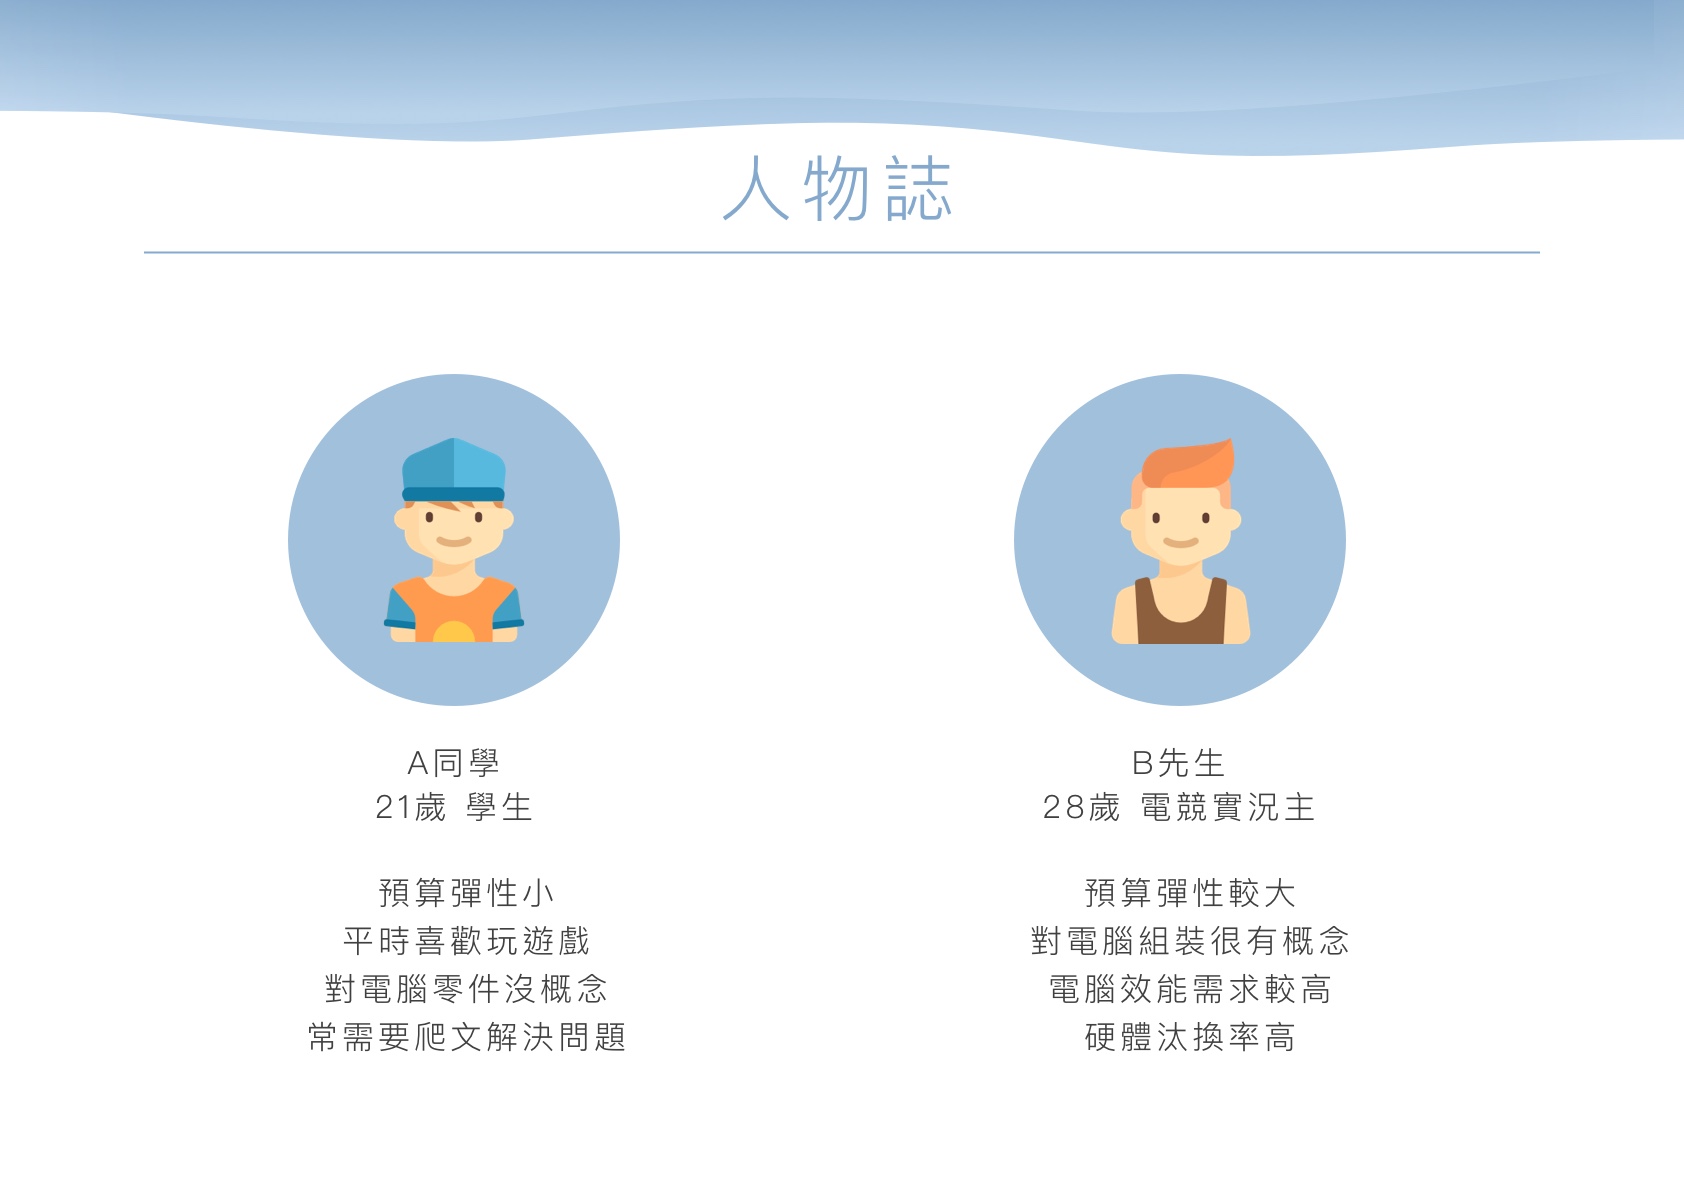 人物誌
A同學
21歲 學生
預算彈性小
平時喜歡玩遊戲
對電腦零件沒概念
常需要爬文解決問題
B先生
28歲 電競實況主
預算彈性較大
對電腦組裝很有概念
電腦效能需求較高
硬體汰換率高